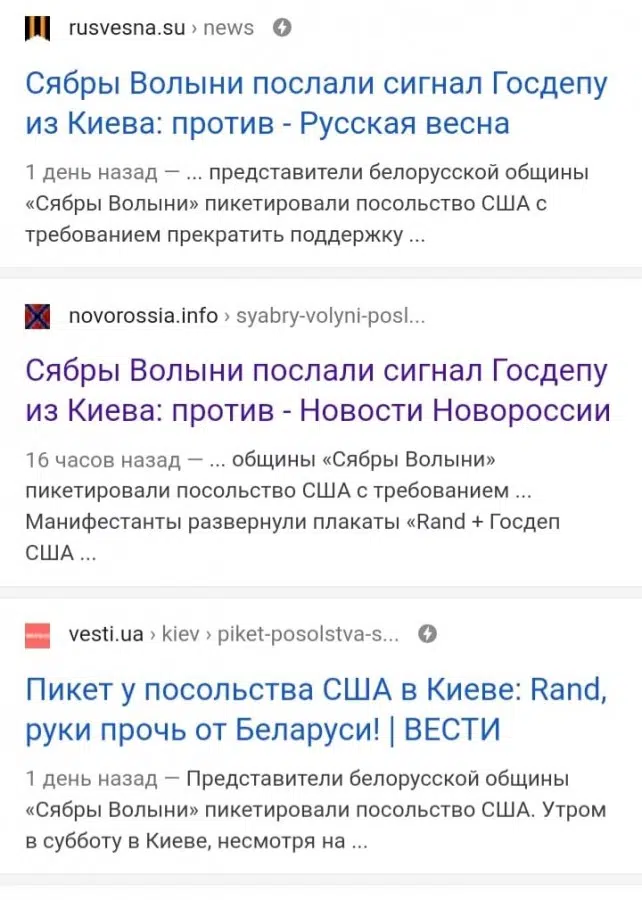 rusvesna.su › news
Сябры Волыни послали сигнал Госдепу
из Киева: против - Русская весна
1 день назад — ... представители белорусской общины
«Сябры Волыни» пикетировали посольство США с
требованием прекратить поддержку ...
novorossia.info › syabry-volyni-posl...
Сябры Волыни послали сигнал Госдепу
из Киева: против - Новости Новороссии
16 часов назад — ... общины «Сябры Волыни»
пикетировали посольство США с требованием ...
Манифестанты развернули плакаты «Rand + Госдеп
США ...
vesti.ua › kiev › piket-posolstva-s...
Пикет у посольства США в Киеве: Rand,
руки прочь от Беларуси! | ВЕСТИ
1 день назад — Представители белорусской общины
«Сябры Волыни» пикетировали посольство США. Утром
в субботу в Киеве, несмотря на ...